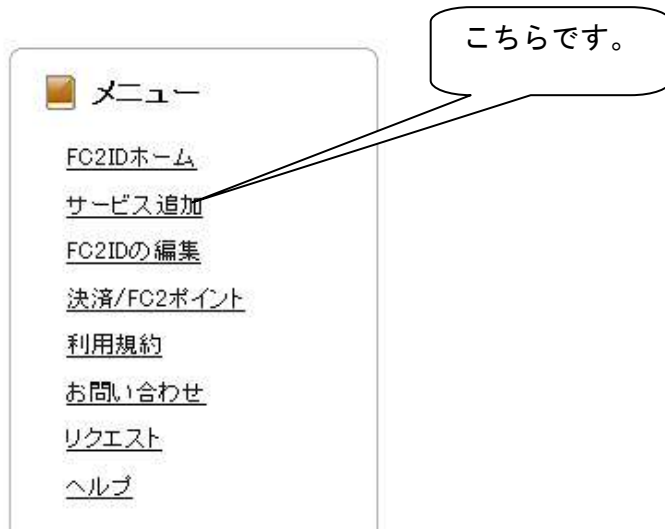 こちらです。
メニュー
FC2IDホーム
サービス追加
FC2IDの編集
決済/FC2ポイント
利用規約
お問い合わせ
リクエスト
ヘルプ